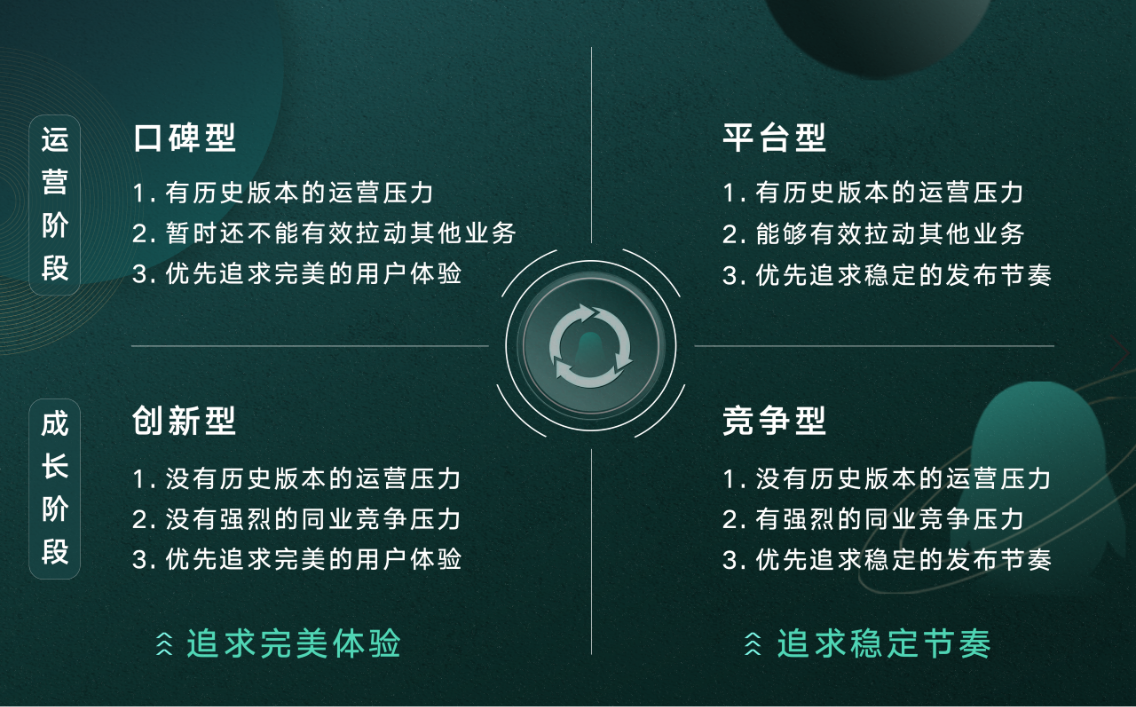 运营阶段
口碑型
1. 有历史版本的运营压力
2. 暂时还不能有效拉动其他业务
3. 优先追求完美的用户体验
平台型
1. 有历史版本的运营压力
2. 能够有效拉动其他业务
3. 优先追求稳定的发布节奏
成长阶段
创新型
1. 没有历史版本的运营压力
2. 没有强烈的同业竞争压力
3. 优先追求完美的用户体验
竞争型
1. 没有历史版本的运营压力
2. 有强烈的同业竞争压力
3. 优先追求稳定的发布节奏
追求完美体验
追求稳定节奏